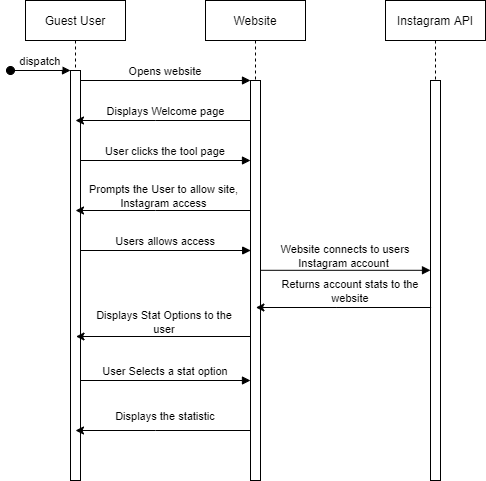 Guest User
Website
Instagram API
dispatch
Opens website
Displays Welcome page
User clicks the tool page
Prompts the User to allow site,
Instagram access
Users allows access
Website connects to users
Instagram account
Returns account stats to the
website
Displays Stat Options to the
user
User Selects a stat option
Displays the statistic